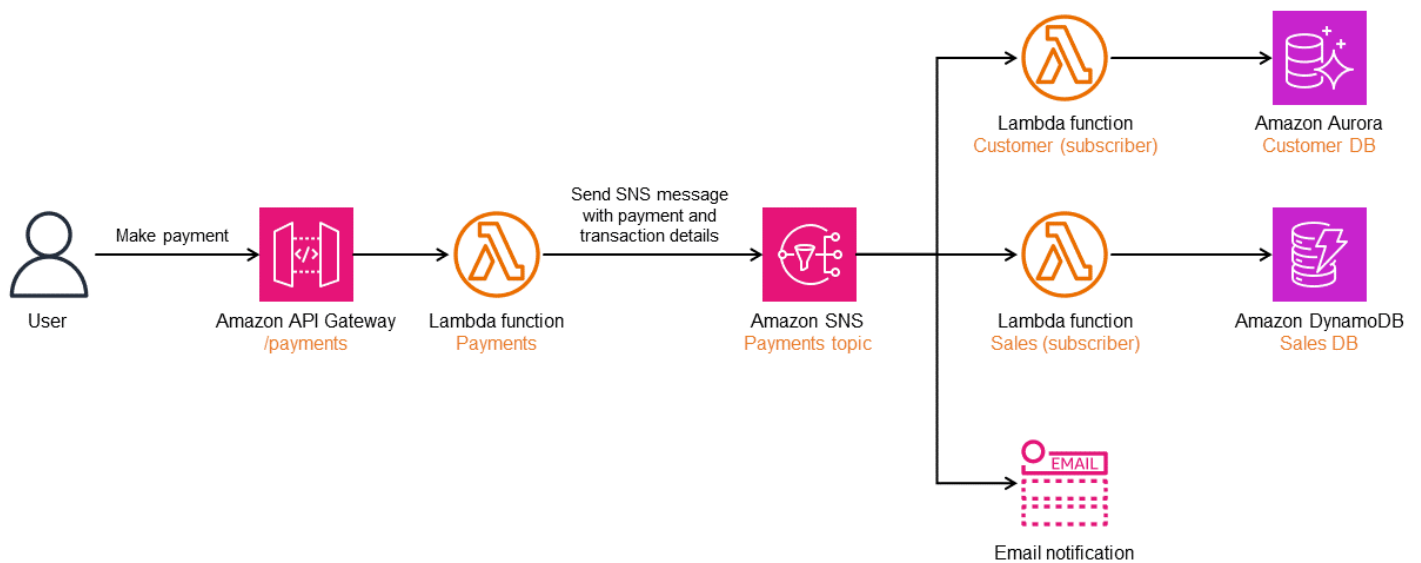 Make payment
User
Amazon API Gateway
/payments
</>
Lambda function
Payments
Send SNS message
with payment and
transaction details
Amazon SNS
Payments topic
Lambda function
Customer (subscriber)
Amazon Aurora
Customer DB
Lambda function
Sales (subscriber)
Amazon DynamoDB
Sales DB
EMAIL
Email notification